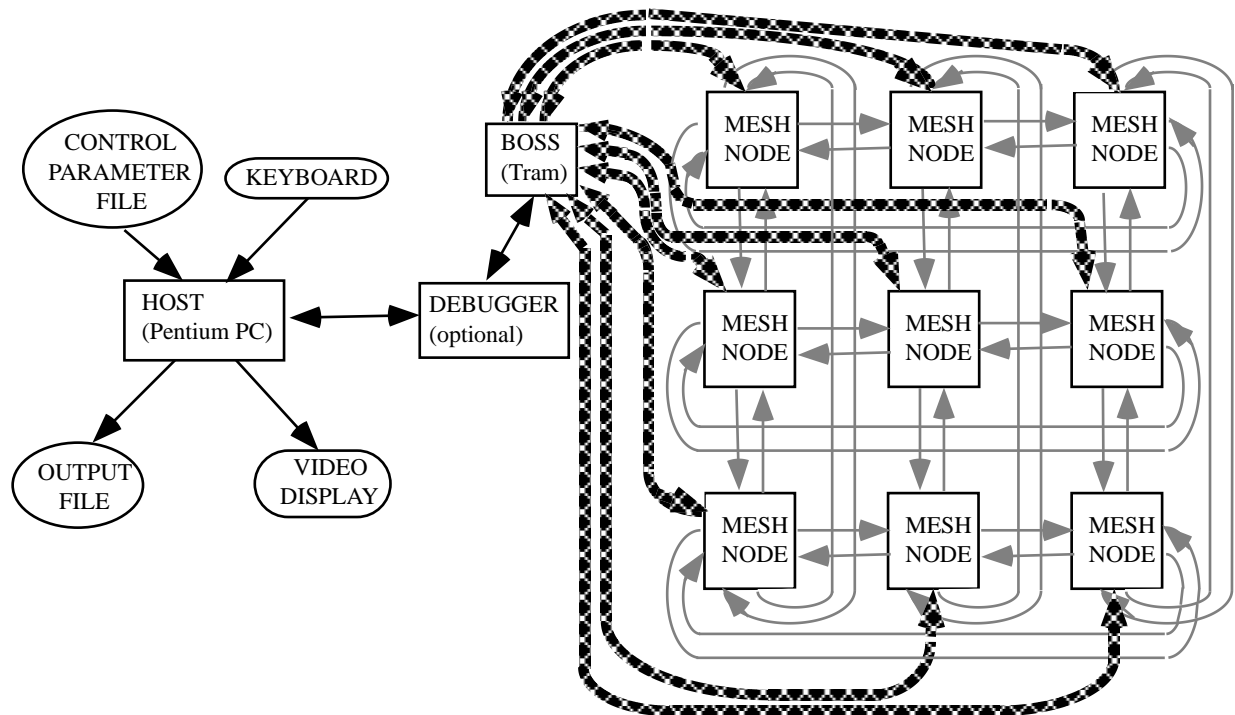 CONTROL
PARAMETER
FILE
KEYBOARD
HOST
(Pentium PC)
OUTPUT
FILE
VIDEO
DISPLAY
BOSS
(Tram)
DEBUGGER
(optional)
MESH
NODE
MESH
NODE
MESH
NODE
MESH
NODE
MESH
NODE
MESH
NODE
MESH
NODE
MESH
NODE
MESH
NODE